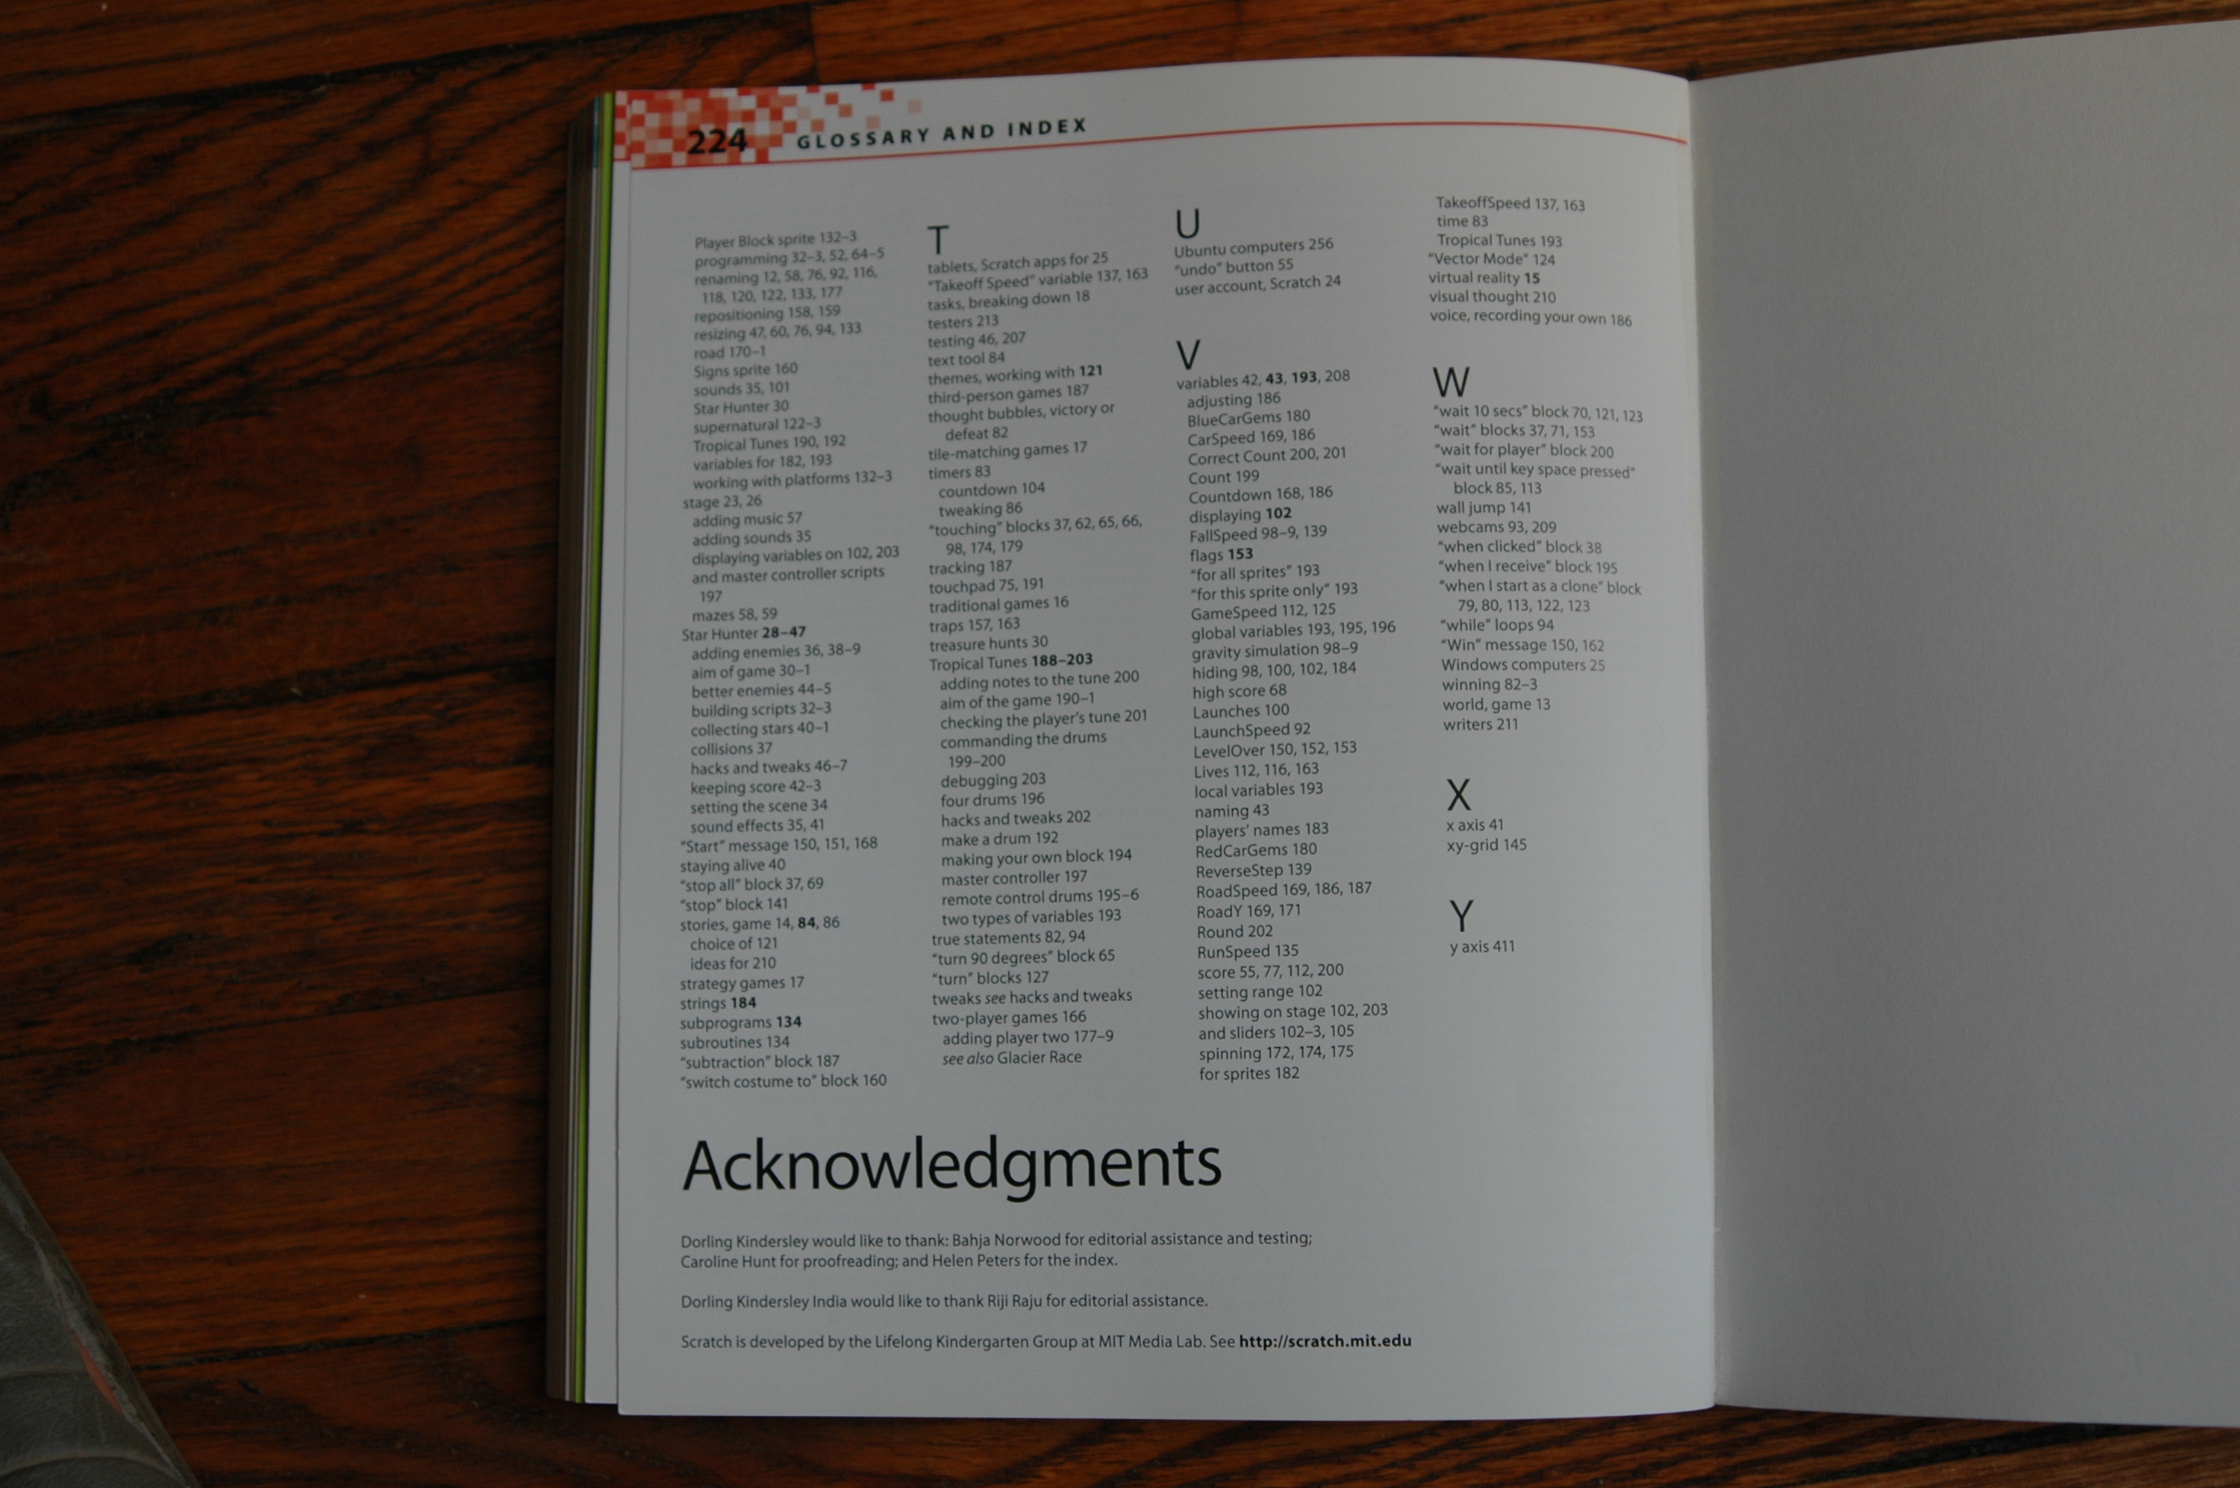 224 GLOSSARY AND INDEX
Player Block sprite 132–3
programming 32–3, 52, 64–5
renaming 12, 58, 76, 92, 116,
118, 120, 122, 133, 177
repositioning 158, 159
resizing 47, 60, 76, 94, 133
road 170–1
Signs sprite 160
sounds 35, 101
Star Hunter 30
supernatural 122–3
Tropical Tunes 190, 192
variables for 182, 193
working with platforms 132–3
stage 23, 26
adding music 57
adding sounds 35
displaying variables on 102, 203
and master controller scripts
197
mazes 58, 59
Star Hunter 28–47
adding enemies 36, 38–9
aim of game 30–1
better enemies 44–5
building scripts 32–3
collecting stars 40–1
collisions 37
hacks and tweaks 46–7
keeping score 42–3
setting the scene 34
sound effects 35, 41
“Start” message 150, 151, 168
staying alive 40
“stop all” block 37, 69
“stop” block 141
stories, game 14, 84, 86
choice of 121
ideas for 210
strategy games 17
strings 184
subprograms 134
subroutines 134
“subtraction” block 187
“switch costume to” block 160
T
tablets, Scratch apps for 25
“Takeoff Speed” variable 137, 163
tasks, breaking down 18
testers 213
testing 46, 207
text tool 84
themes, working with 121
third-person games 187
thought bubbles, victory or
defeat 82
tile-matching games 17
timers 83
countdown 104
tweaking 86
“touching” blocks 37, 62, 65, 66,
98, 174, 179
tracking 187
touchpad 75, 191
traditional games 16
traps 157, 163
treasure hunts 30
Tropical Tunes 188–203
adding notes to the tune 200
aim of the game 190–1
checking the player’s tune 201
commanding the drums
199–200
debugging 203
four drums 196
hacks and tweaks 202
make a drum 192
making your own block 194
master controller 197
remote control drums 195–6
two types of variables 193
true statements 82, 94
“turn 90 degrees” block 65
“turn” blocks 127
tweaks see hacks and tweaks
two-player games 166
adding player two 177–9
see also Glacier Race
U
Ubuntu computers 256
“undo” button 55
user account, Scratch 24
V
variables 42, 43, 193, 208
adjusting 186
BlueCarGems 180
CarSpeed 169, 186
Correct Count 200, 201
Count 199
Countdown 168, 186
displaying 102
FallSpeed 98–9, 139
flags 153
“for all sprites” 193
“for this sprite only” 193
GameSpeed 112, 125
global variables 193, 195, 196
gravity simulation 98–9
hiding 98, 100, 102, 184
high score 68
Launches 100
LaunchSpeed 92
LevelOver 150, 152, 153
Lives 112, 116, 163
local variables 193
naming 43
players’ names 183
RedCarGems 180
ReverseStep 139
RoadSpeed 169, 186, 187
RoadY 169, 171
Round 202
RunSpeed 135
score 55, 77, 112, 200
setting range 102
showing on stage 102, 203
and sliders 102–3, 105
spinning 172, 174, 175
for sprites 182
TakeoffSpeed 137, 163
time 83
Tropical Tunes 193
“Vector Mode” 124
virtual reality 15
visual thought 210
voice, recording your own 186
W
“wait 10 secs” block 70, 121, 123
“wait” blocks 37, 71, 153
“wait for player” block 200
“wait until key space pressed”
block 85, 113
wall jump 141
webcams 93, 209
“when clicked” block 38
“when I receive” block 195
“when I start as a clone” block
79, 80, 113, 122, 123
“while” loops 94
“Win” message 150, 162
Windows computers 25
winning 82–3
world, game 13
writers 211
X
x axis 41
xy-grid 145
Y
y axis 411
Acknowledgments
Dorling Kindersley would like to thank: Bahja Norwood for editorial assistance and testing;
Caroline Hunt for proofreading; and Helen Peters for the index.
Dorling Kindersley India would like to thank Riji Raju for editorial assistance.
Scratch is developed by the Lifelong Kindergarten Group at MIT Media Lab. See http://scratch.mit.edu